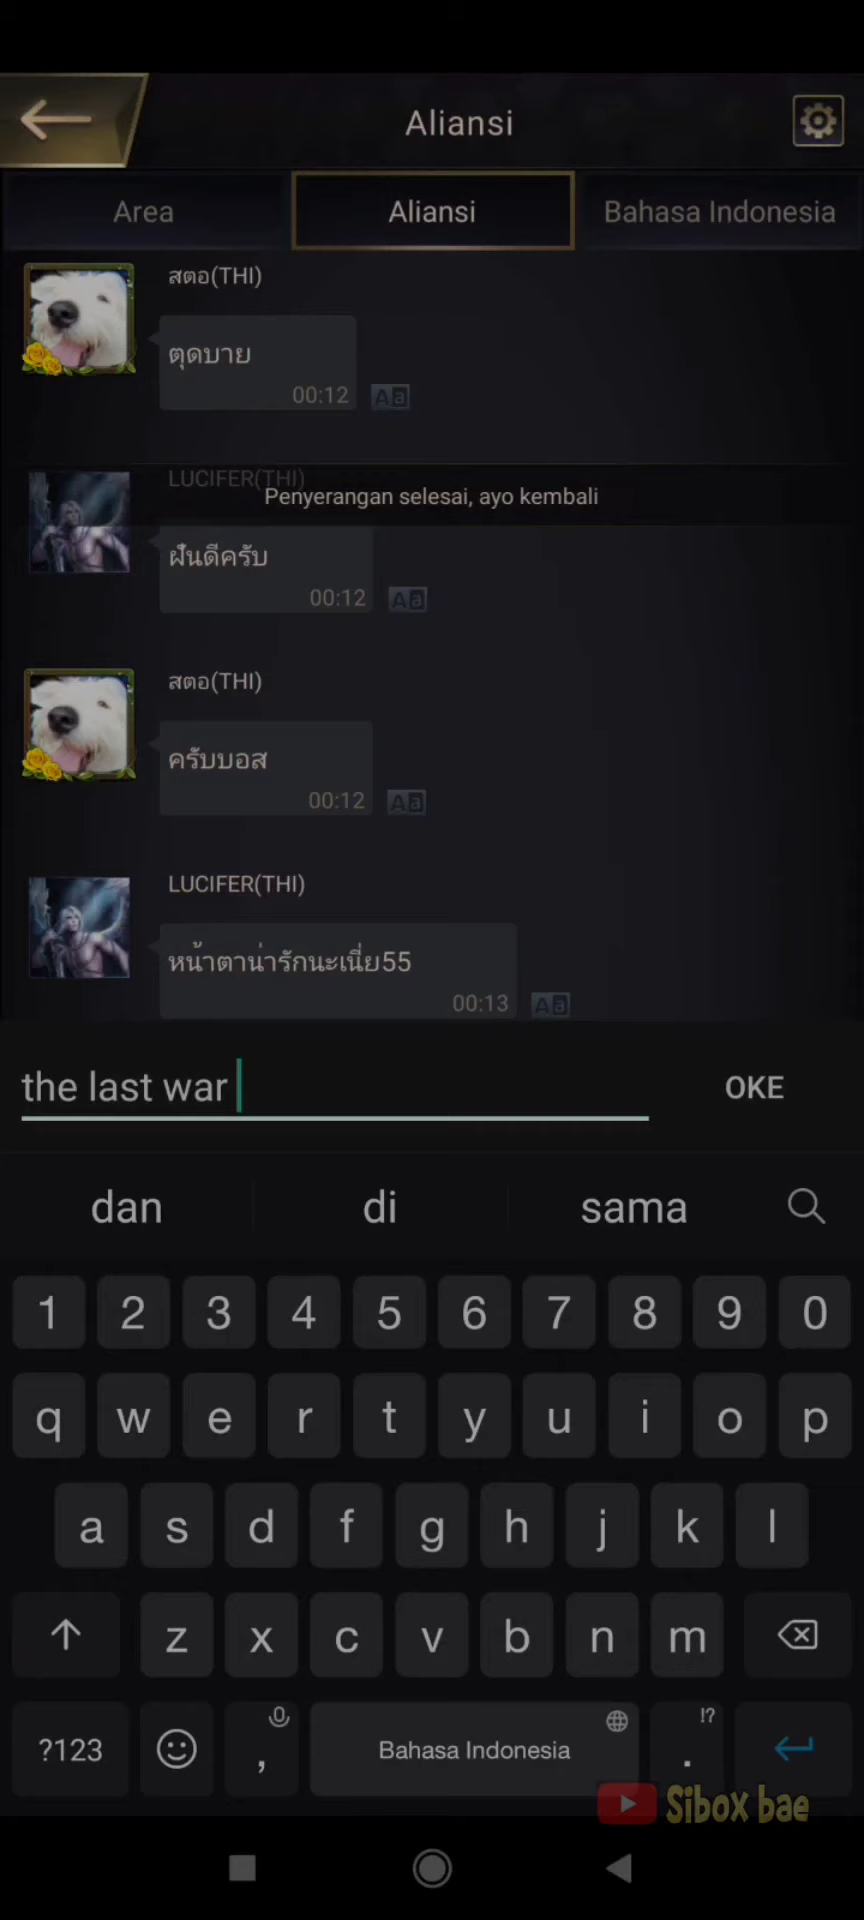 Aliansi
Area
Aliansi
Bahasa Indonesia
สตอ(THI)
ตุดบาย
00:12
Aa
LUCIFER(THI)
Penyerangan selesai, ayo kembali
ฝันดีครับ
00:12
Aa
สตอ(THI)
ครับบอส
00:12
Aa
LUCIFER(THI)
หน้าตาน่ารักนะเนี่ย55
00:13
Aa
the last war
OKE
dan di sama
1 2 3 4 5 6 7 8 9 0
q w e r t y u i o p
a s d f g h j k l
z x c v b n m
!?
?123 , Bahasa Indonesia .
Sibox bae